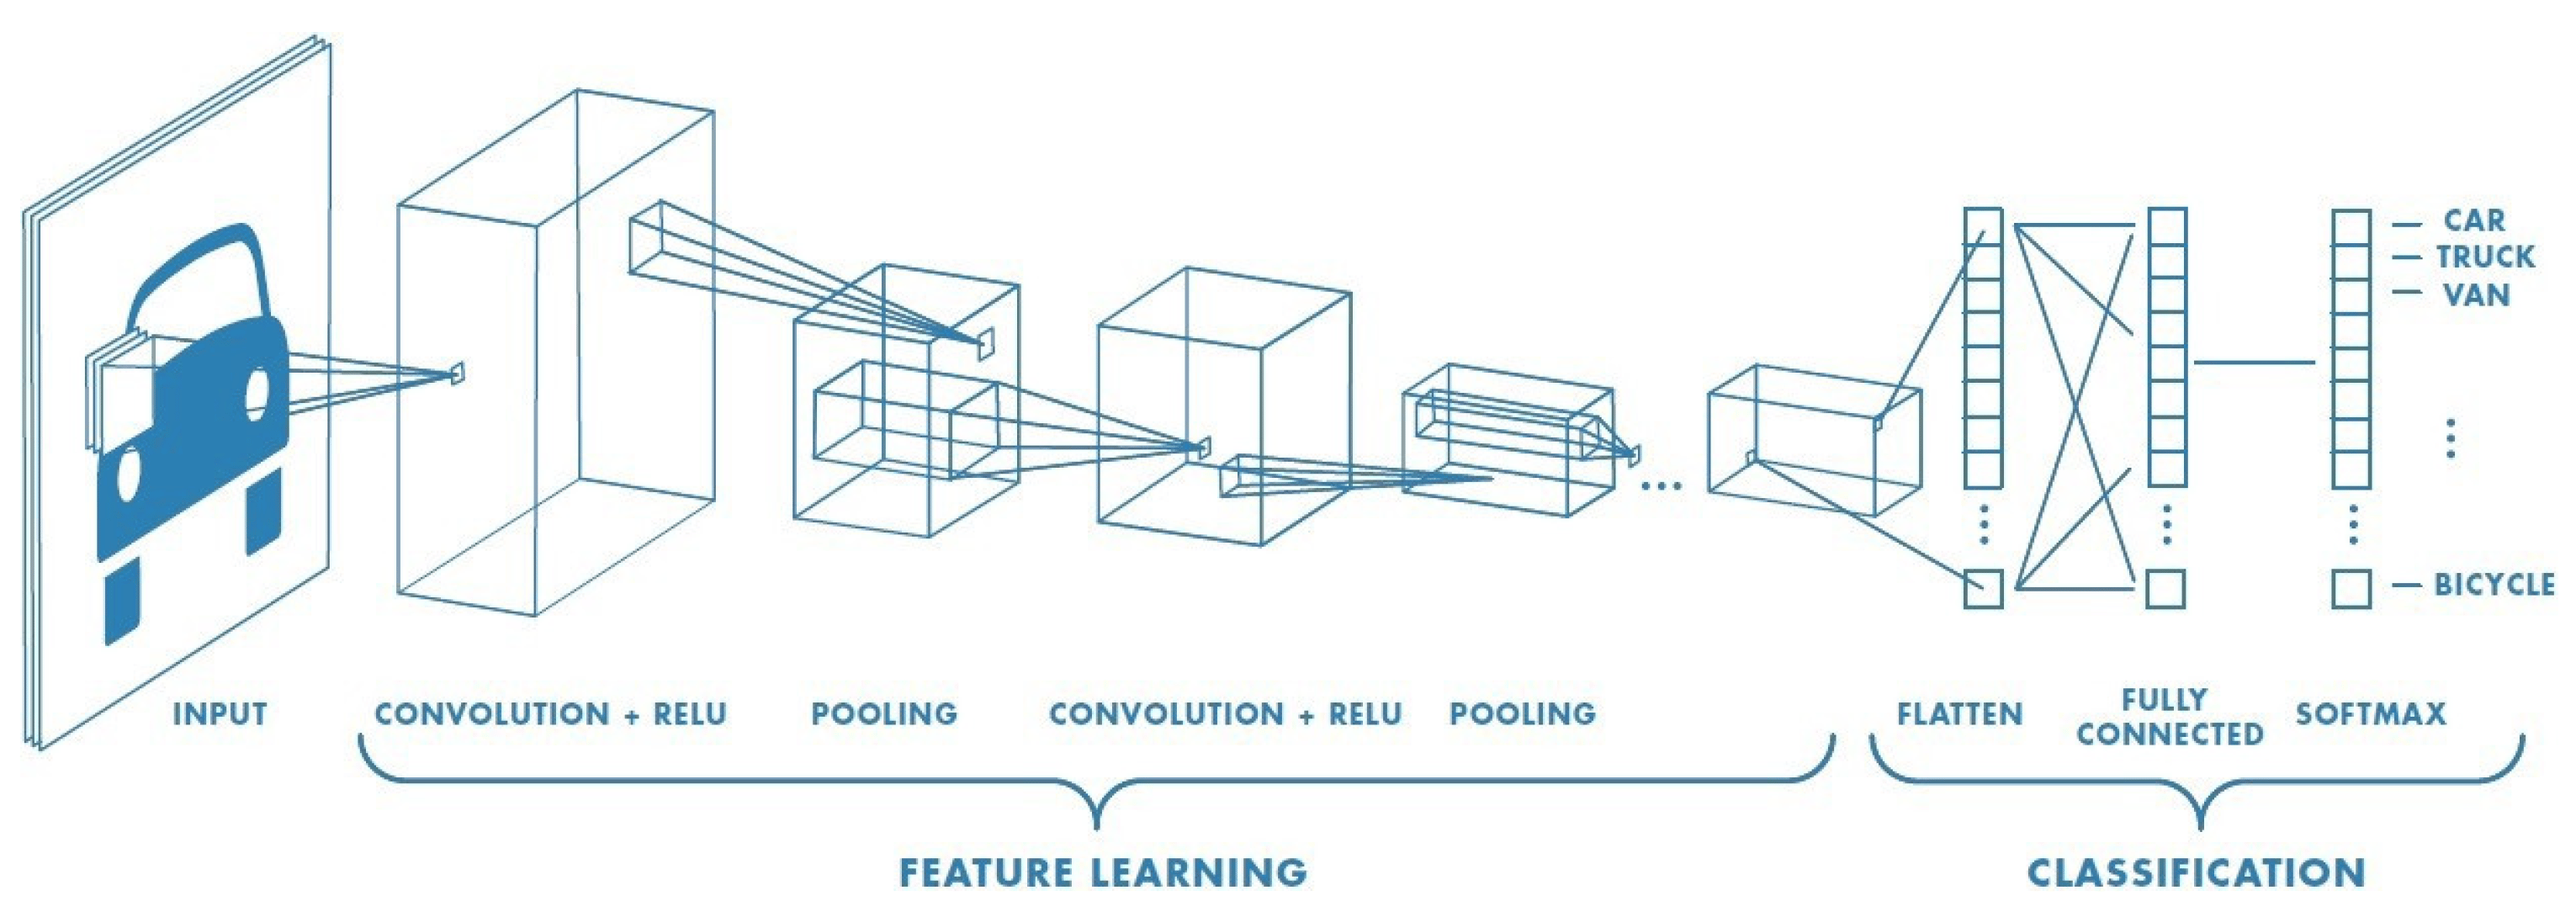 CAR
TRUCK
VAN
BICYCLE
INPUT
CONVOLUTION + RELU
POOLING
CONVOLUTION + RELU
POOLING
FLATTEN
FULLY
CONNECTED
SOFTMAX
FEATURE LEARNING
CLASSIFICATION